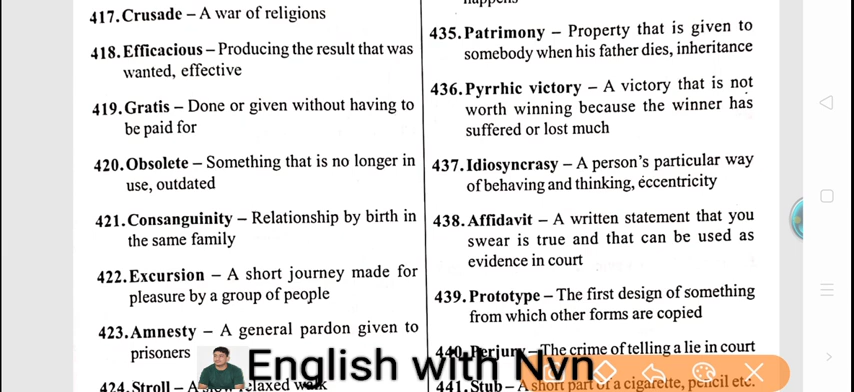 417. Crusade – A war of religions
418. Efficacious – Producing the result that was
wanted, effective
419. Gratis – Done or given without having to
be paid for
420. Obsolete – Something that is no longer in
use, outdated
421. Consanguinity – Relationship by birth in
the same family
422. Excursion – A short journey made for
pleasure by a group of people
423. Amnesty – A general pardon given to
prisoners
424. Stroll – A relaxed walk
435. Patrimony – Property that is given to
somebody when his father dies, inheritance
436. Pyrrhic victory – A victory that is not
worth winning because the winner has
suffered or lost much
437. Idiosyncrasy – A person's particular way
of behaving and thinking, eccentricity
438. Affidavit – A written statement that you
swear is true and that can be used as
evidence in court
439. Prototype – The first design of something
from which other forms are copied
440. Perjury – The crime of telling a lie in court
441. Stub – A short part of a cigarette, pencil etc.
English with Nvn